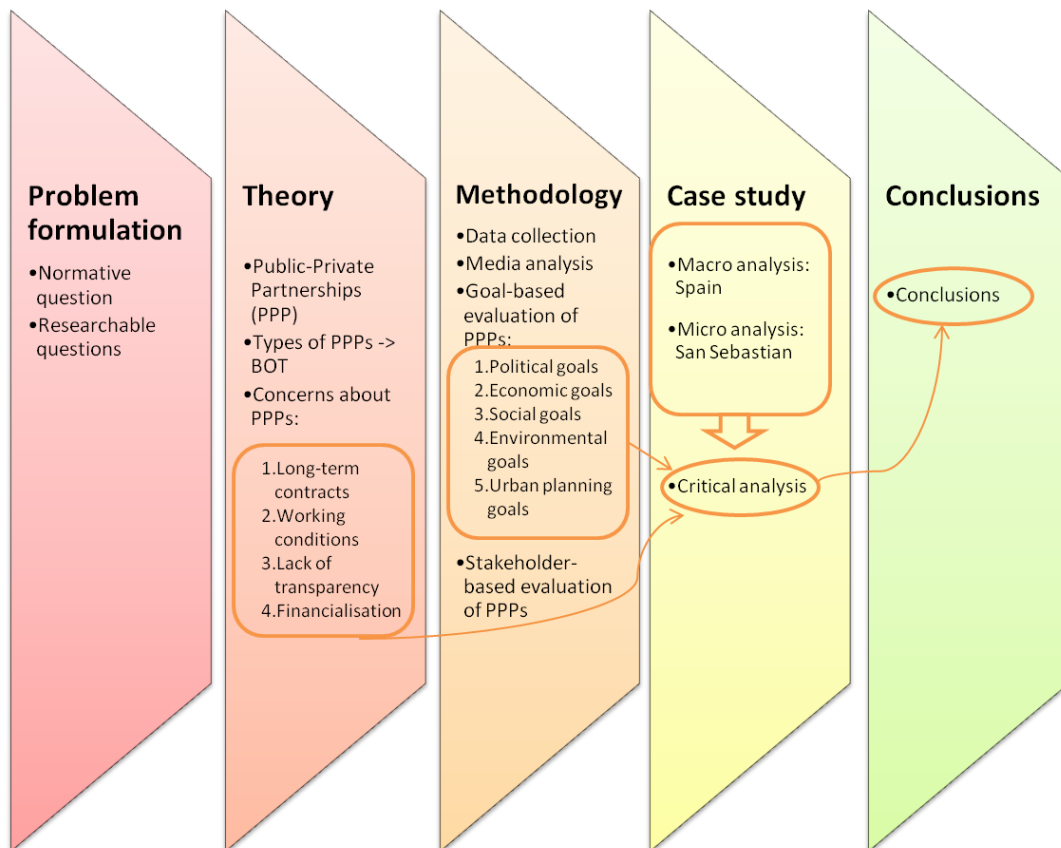 Problem
formulation
•Normative
question
•Researchable
questions
Theory
•Public-Private
Partnerships
(PPP)
•Types of PPPs ->
BOT
•Concerns about
PPPs:
1.Long-term
contracts
2.Working
conditions
3.Lack of
transparency
4.Financialisation
Methodology
•Data collection
•Media analysis
•Goal-based
evaluation of
PPPs:
1.Political goals
2.Economic goals
3.Social goals
4.Environmental
goals
5.Urban planning
goals
•Stakeholder-
based evaluation
of PPPs
Case study
•Macro analysis:
Spain
•Micro analysis:
San Sebastian
•Critical analysis
Conclusions
•Conclusions